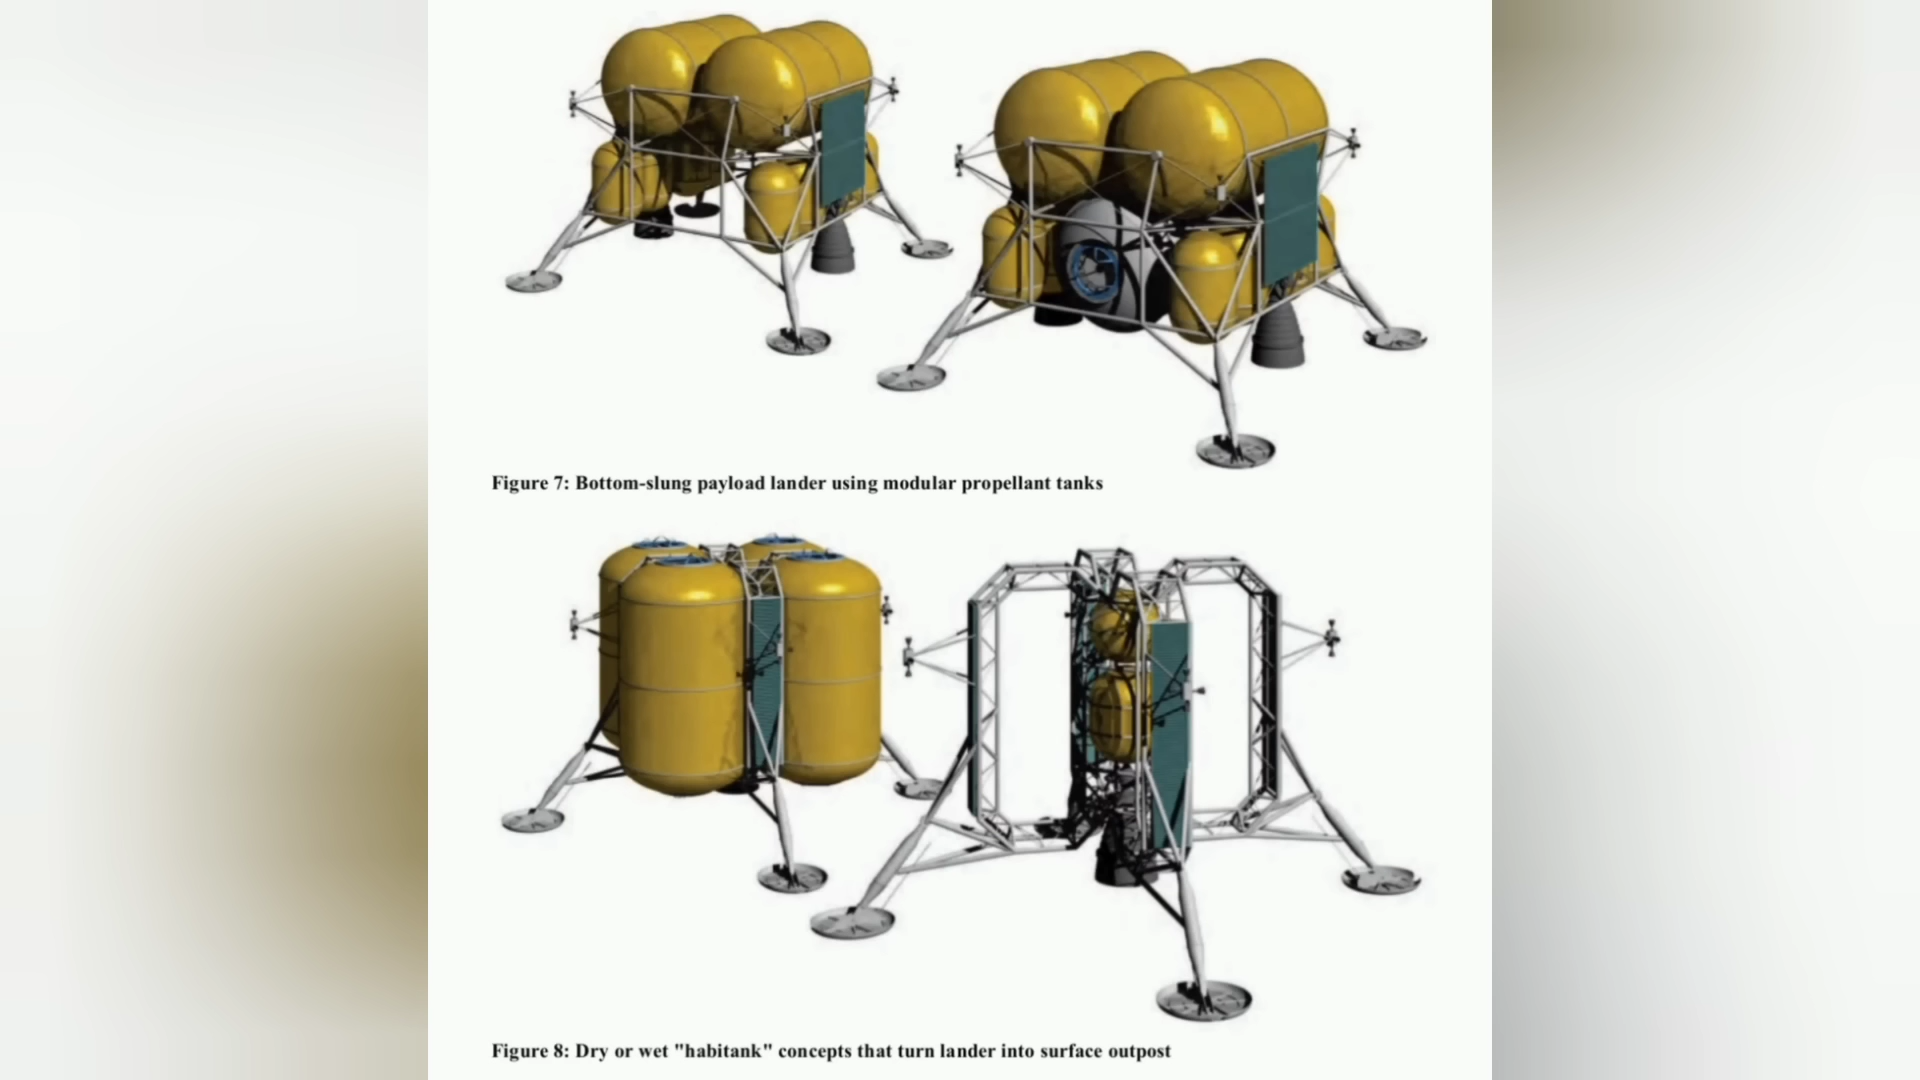 Figure 7: Bottom-slung payload lander using modular propellant tanks
Figure 8: Dry or wet "habitank" concepts that turn lander into surface outpost